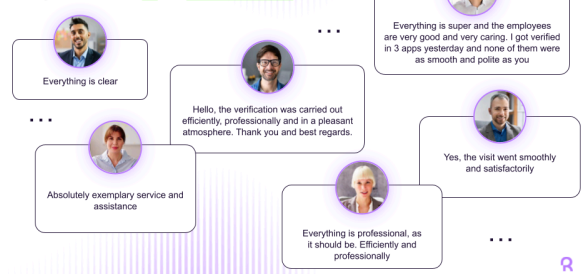 Everything is super and the employees
are very good and very caring. I got verified
in 3 apps yesterday and none of them were
as smooth and polite as you
Everything is clear
Hello, the verification was carried out
efficiently, professionally and in a pleasant
atmosphere. Thank you and best regards.
Yes, the visit went smoothly
and satisfactorily
Absolutely exemplary service and
assistance
Everything is professional, as
it should be. Efficiently and
professionally